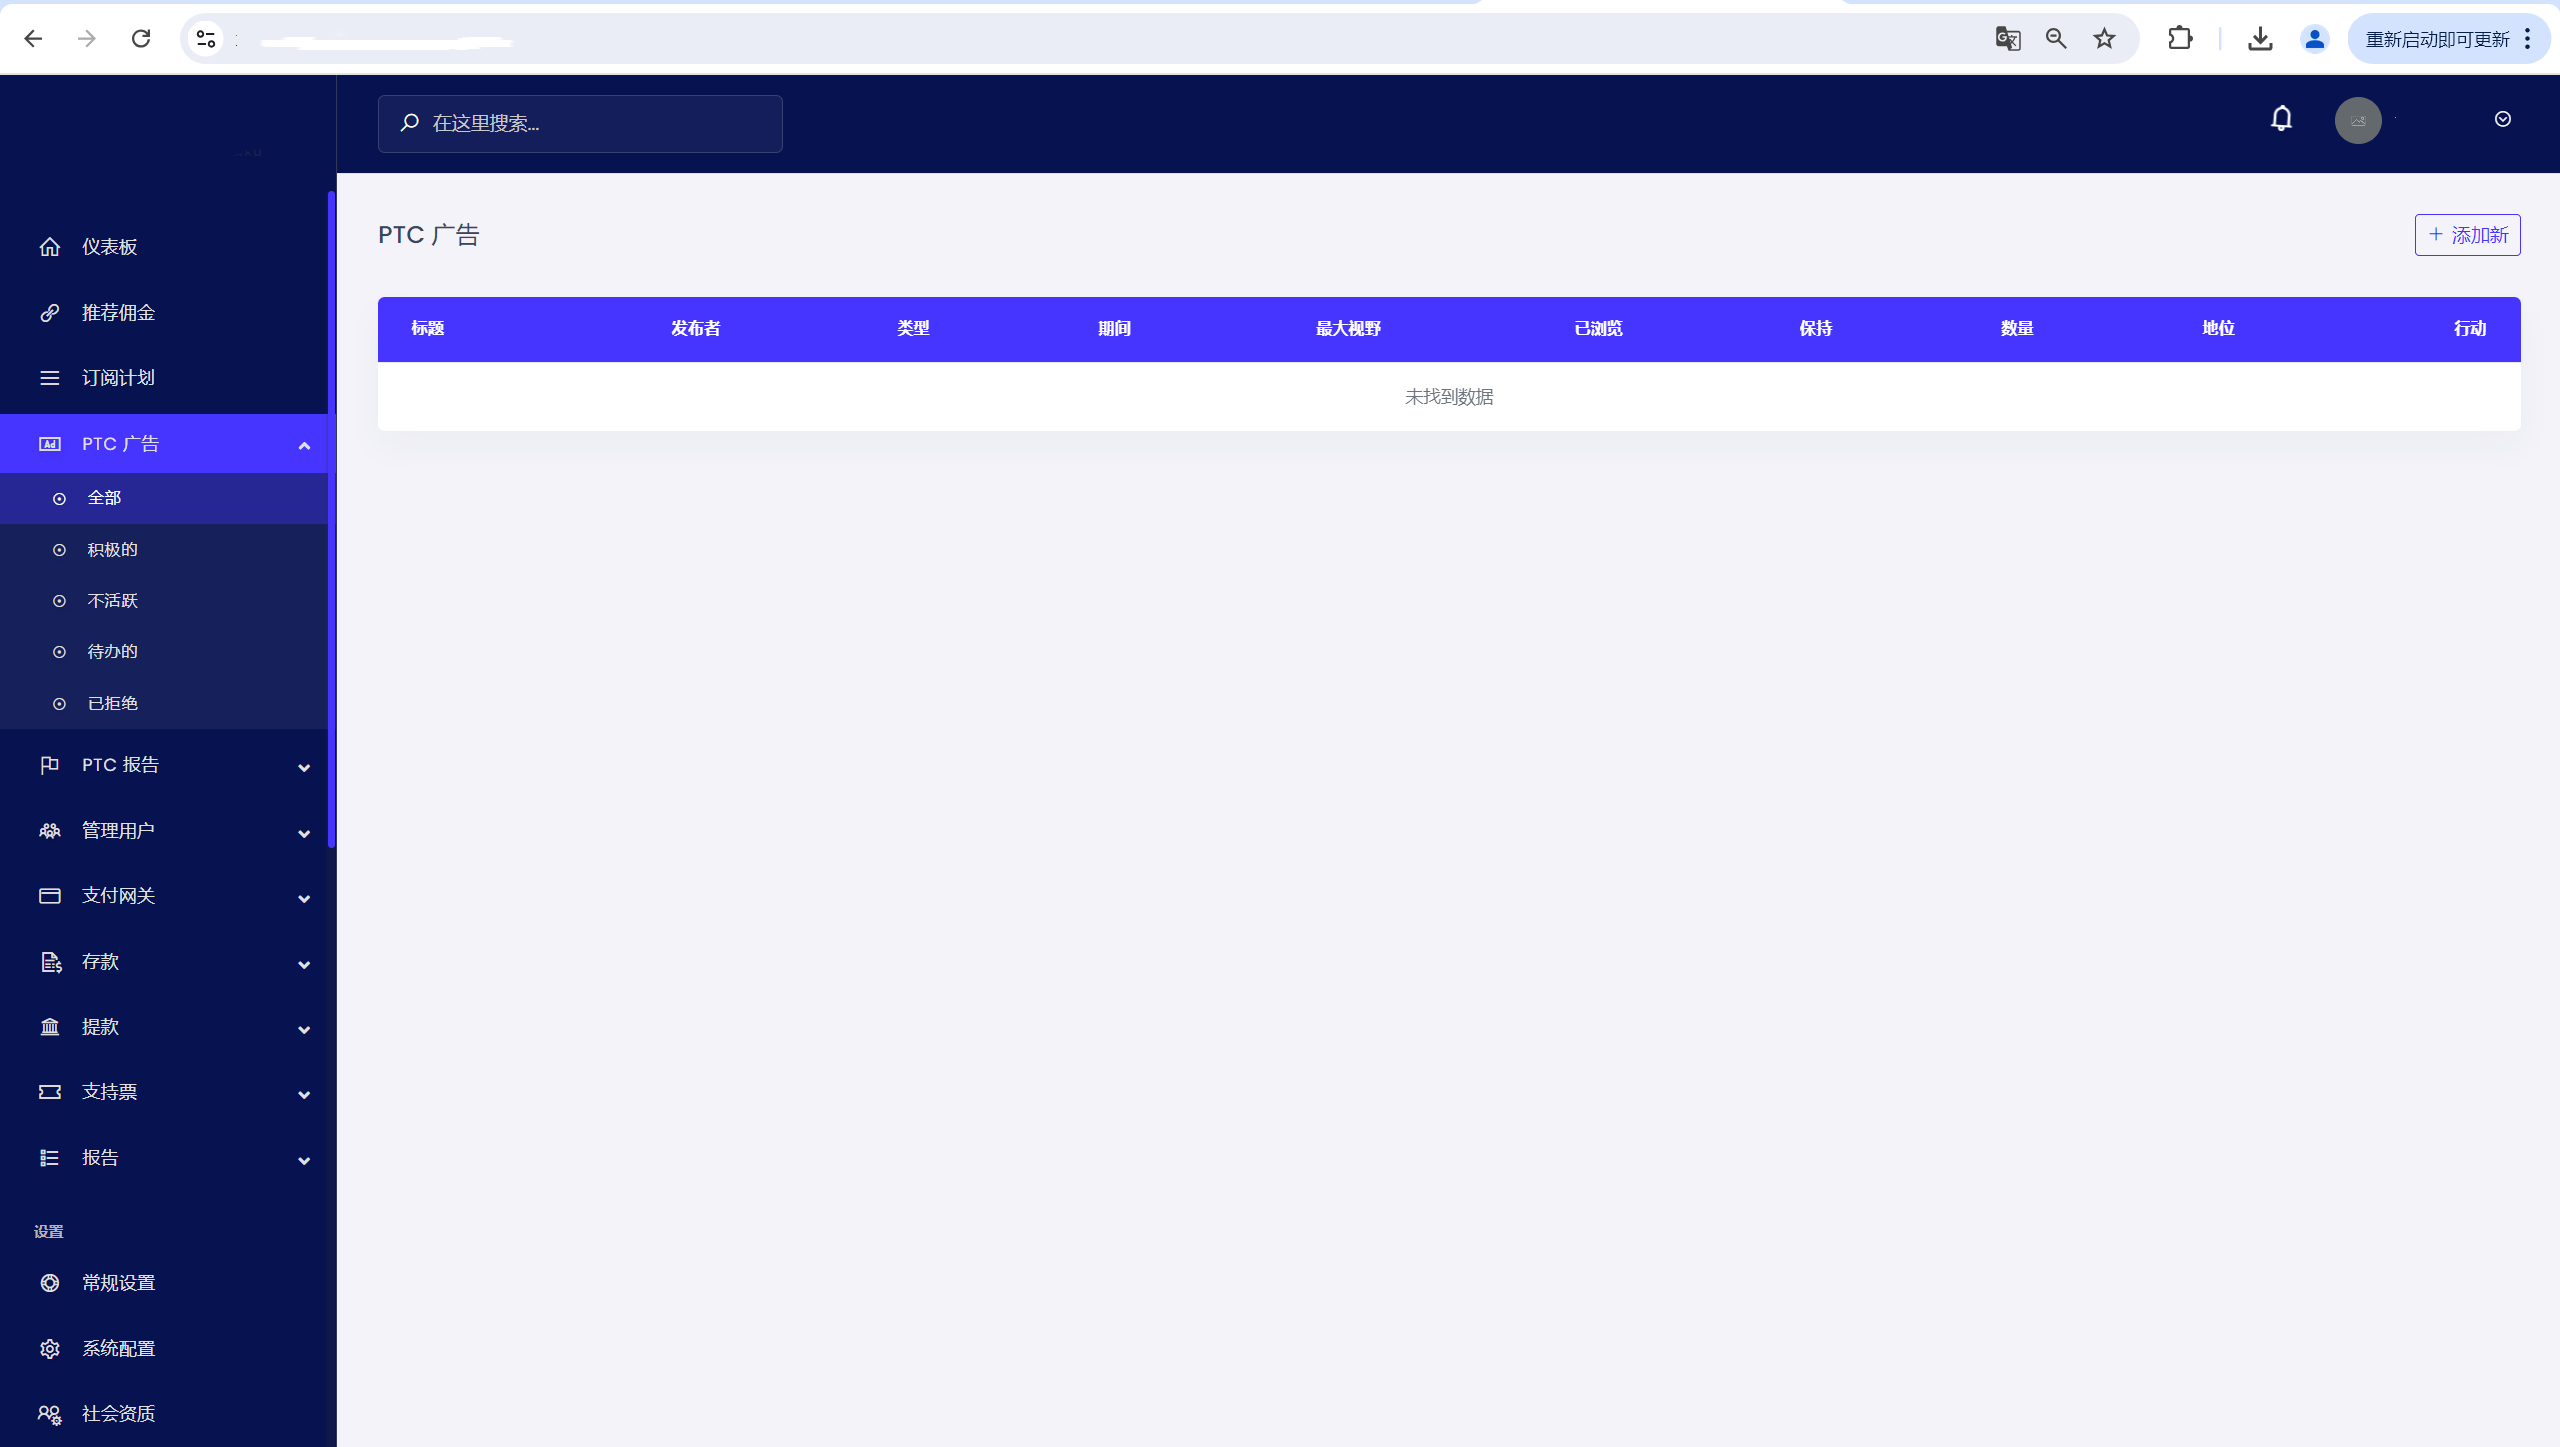 重新启动即可更新
在这里搜索...
仪表板
推荐佣金
订阅计划
PTC 广告
全部
积极的
不活跃
待办的
已拒绝
PTC 报告
管理用户
支付网关
存款
提款
支持票
报告
设置
常规设置
系统配置
社会资质
PTC 广告
+ 添加新
标题 发布者 类型 期间 最大视野 已浏览 保持 数量 地位 行动
未找到数据